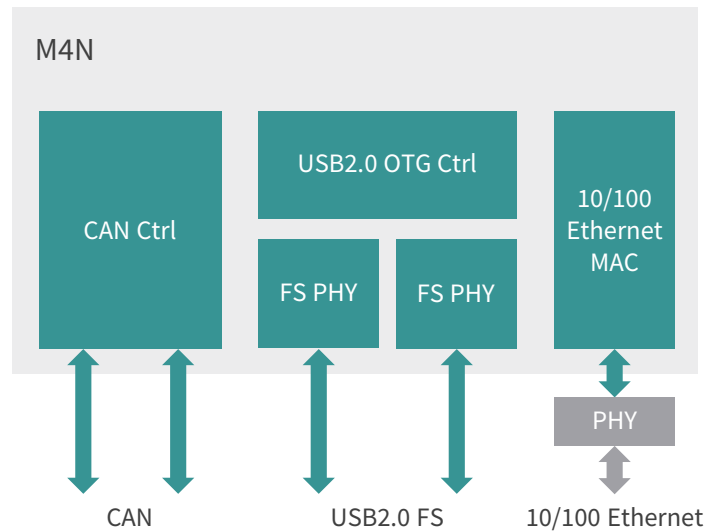 M4N
CAN Ctrl
USB2.0 OTG Ctrl
FS PHY
FS PHY
10/100
Ethernet
MAC
PHY
CAN
USB2.0 FS
10/100 Ethernet